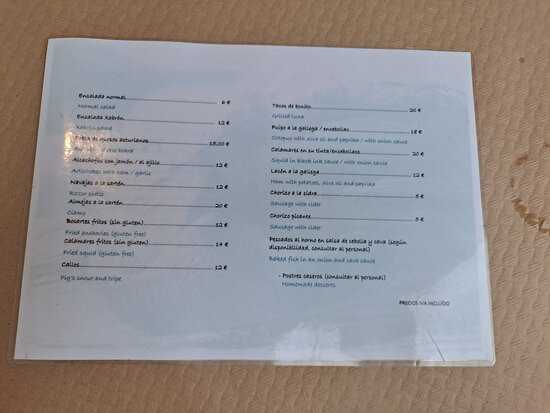 Ensalada normal 6 €
Normal salad
Ensalada Xabrón 12 €
Xabrón salad
Tabla de quesos asturianos 15,00 €
cheese board
Alcachofas con jamón / al ajillo 12 €
Artichokes with ham / garlic
Navajas a la sartén 12 €
Razor shells
Almejas a la sartén 20 €
Clams
Bocartes fritos (sin gluten) 12 €
Fried anchovies (gluten free)
Calamares fritos (sin gluten) 14 €
Fried squid (gluten free)
Callos 12 €
Pig's snout and tripe
Tacos de bonito 20 €
Grilled tuna
Pulpo a la gallega / encebollao 18 €
Octopus with olive oil and paprika / with onion sauce
Calamares en su tinta/encebollaos 20 €
Squid in black ink sauce / with onion sauce
Lacón a la gallega 12 €
Ham with potatoes, olive oil and paprika
Chorizo a la sidra 5 €
Sausage with cider
Chorizo picante 5 €
Sausage with cider
Pescados al horno en salsa de cebolla y cava (según
disponibilidad, consultar al personal)
Baked fish in an onion and cava sauce
- Postres caseros (consultar al personal)
Homemade desserts
PRECIOS IVA INCLUIDO